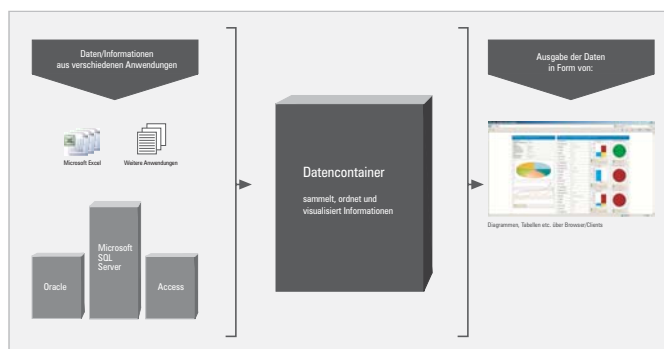 Daten/Informationen
aus verschiedenen Anwendungen
Microsoft Excel
Weitere Anwendungen
Microsoft
SQL
Server
Oracle
Access
Datencontainer
sammelt, ordnet und
visualisiert Informationen
Ausgabe der Daten
in Form von:
Diagrammen, Tabellen etc. über Browser/Clients